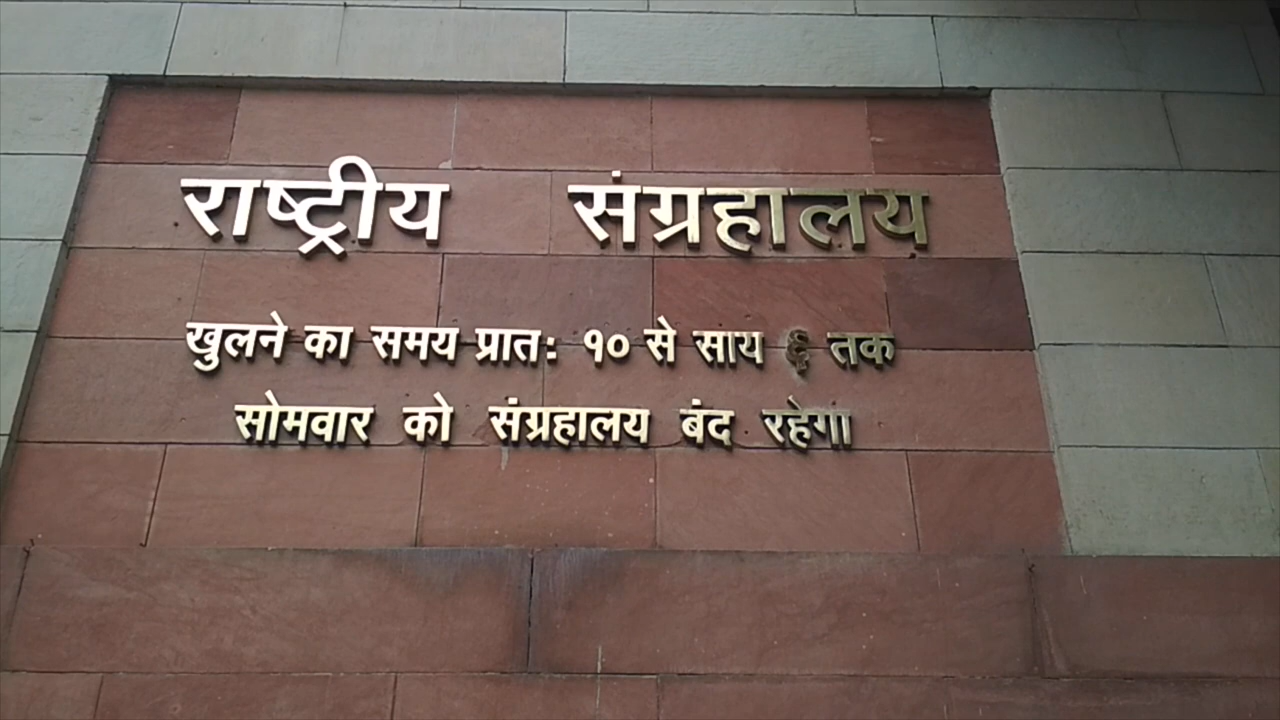 राष्ट्रीय संग्रहालय
खुलने का समय प्रात: १० से साय ६ तक
सोमवार को संग्रहालय बंद रहेगा